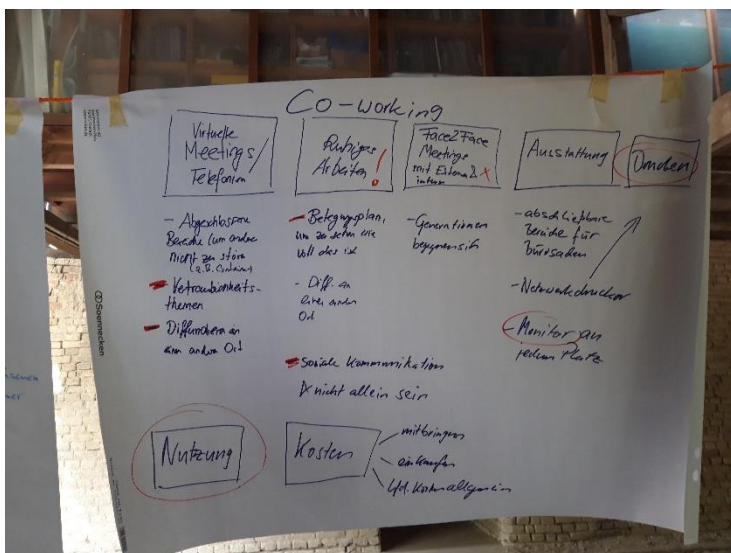 Co-working
Virtuelle
Meetings/
Telefonieren
Ruhiges
Arbeiten!
Face2Face
Meetings
mit Externen &
intern
Ausstattung
Drucken
- Abgeschlossene
Bereiche (um andere
nicht zu stören
(z.B. Container)
- Vertraulichkeits-
themen
- an
einen anderen Ort
- Belegungsplan,
um zu sehen wie
voll das ist
- Diff. an
einen anderen
Ort
- Soziale Kommunikation
nicht allein sein
- Generationen
begegnen sich
- abschließbare
Bereiche für
Bürosachen
- Netzwerkdrucker
- Monitor an
jedem Platz
Nutzung
Kosten
mitbringen
einkaufen
lfd. Kosten allgemein
Soennecken